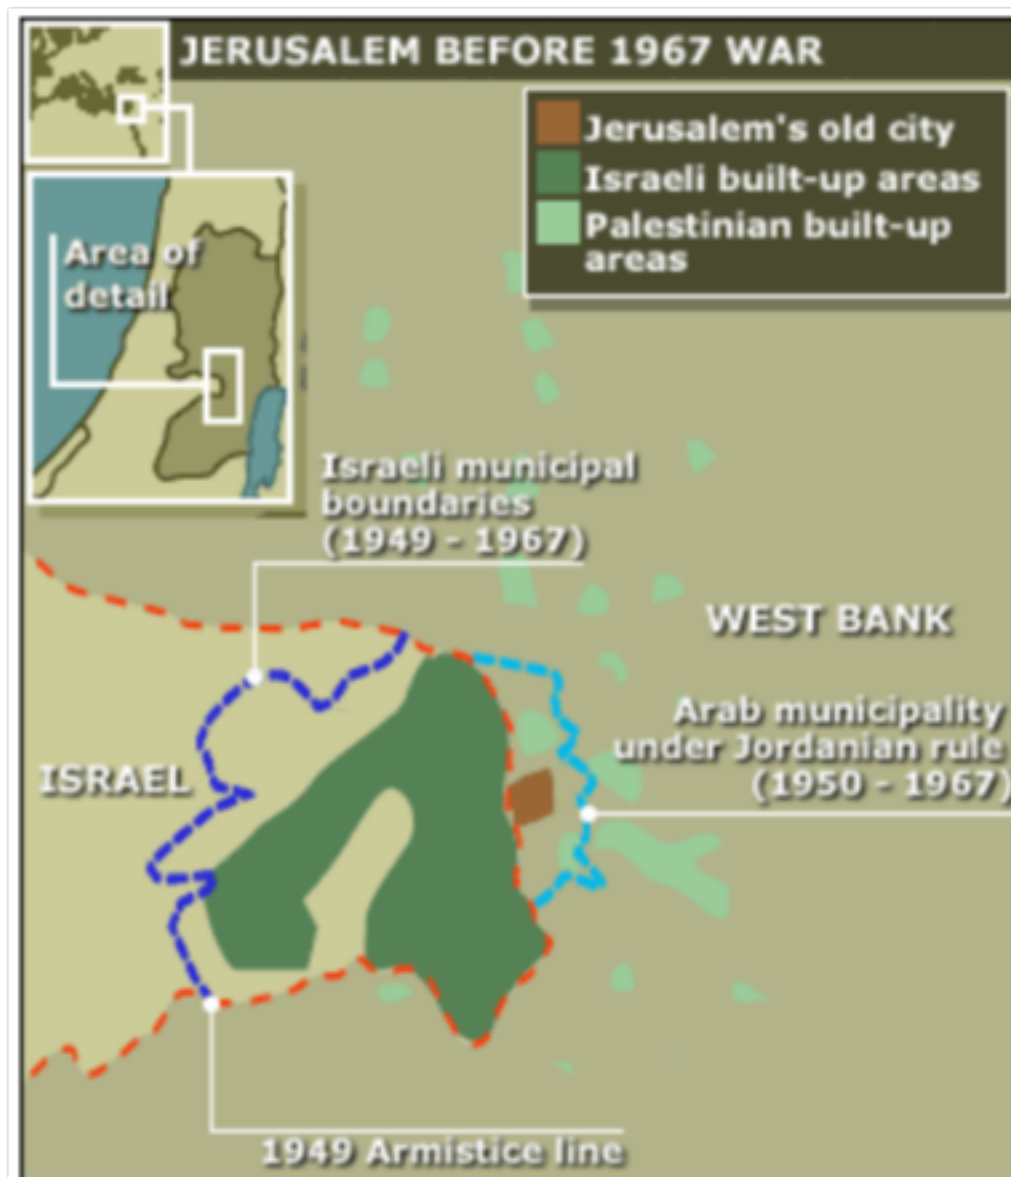 JERUSALEM BEFORE 1967 WAR
Jerusalem's old city
Israeli built-up areas
Palestinian built-up
areas
Area of
detail
Israeli municipal
boundaries
(1949 - 1967)
WEST BANK
Arab municipality
under Jordanian rule
(1950 - 1967)
ISRAEL
1949 Armistice line